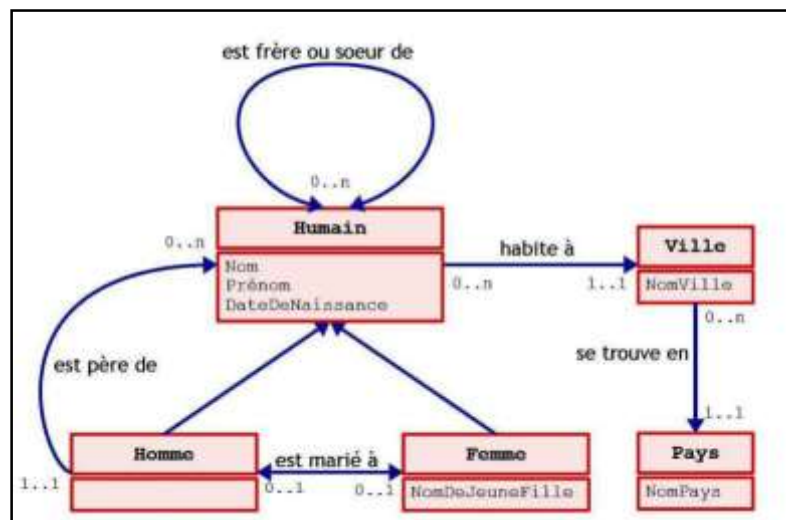 est frère ou soeur de
0..n
Humain
Nom
Prénom
DateDeNaissance
0..n
habite à
0..n
1..1
Ville
NomVille
0..n
se trouve en
1..1
Pays
NomPays
est père de
1..1
Homme
est marié à
0..1
0..1
Femme
NomDeJeuneFille